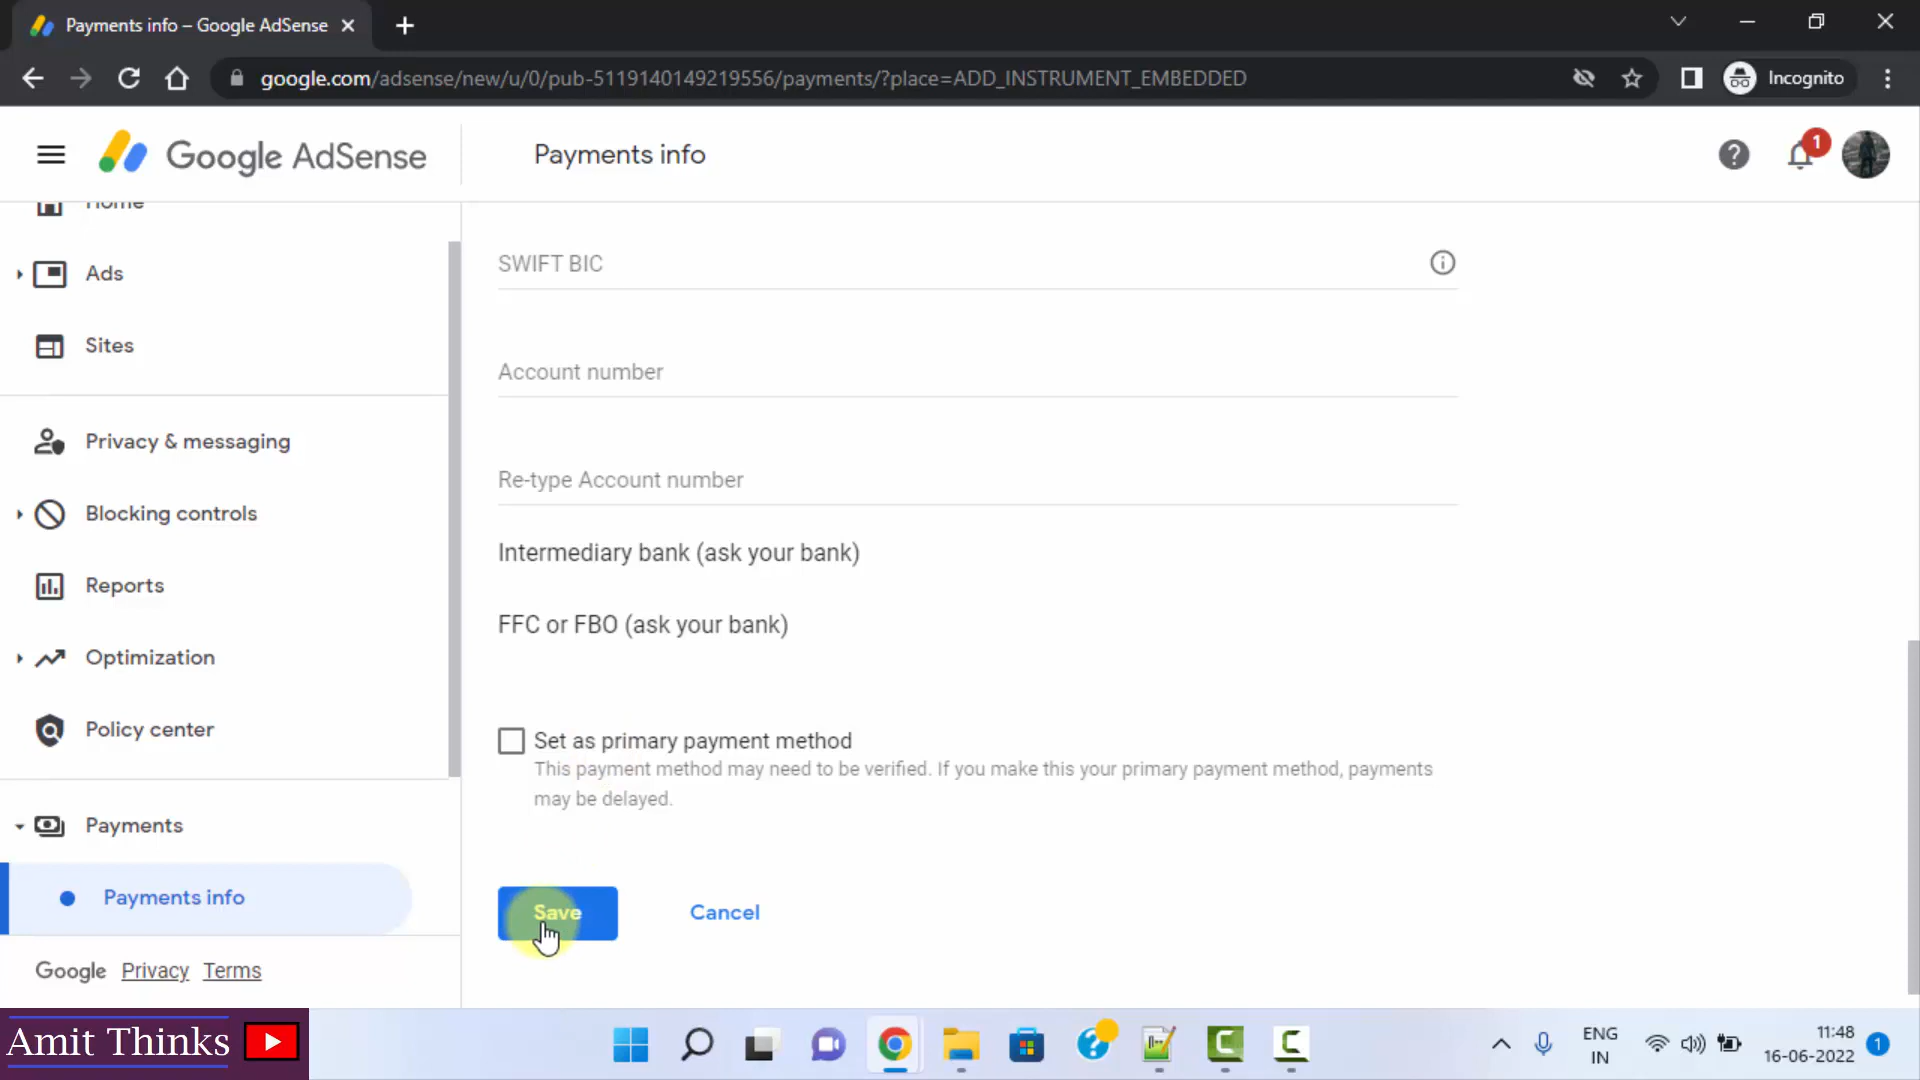 Payments info – Google AdSense
google.com/adsense/new/u/0/pub-5119140149219556/payments/?place=ADD_INSTRUMENT_EMBEDDED
Incognito
Google AdSense
Payments info
1
Home
Ads
Sites
Privacy & messaging
Blocking controls
Reports
Optimization
Policy center
Payments
Payments info
Google Privacy Terms
SWIFT BIC
Account number
Re-type Account number
Intermediary bank (ask your bank)
FFC or FBO (ask your bank)
Set as primary payment method
This payment method may need to be verified. If you make this your primary payment method, payments
may be delayed.
Save
Cancel
Amit Thinks
ENG
IN
11:48
16-06-2022
1